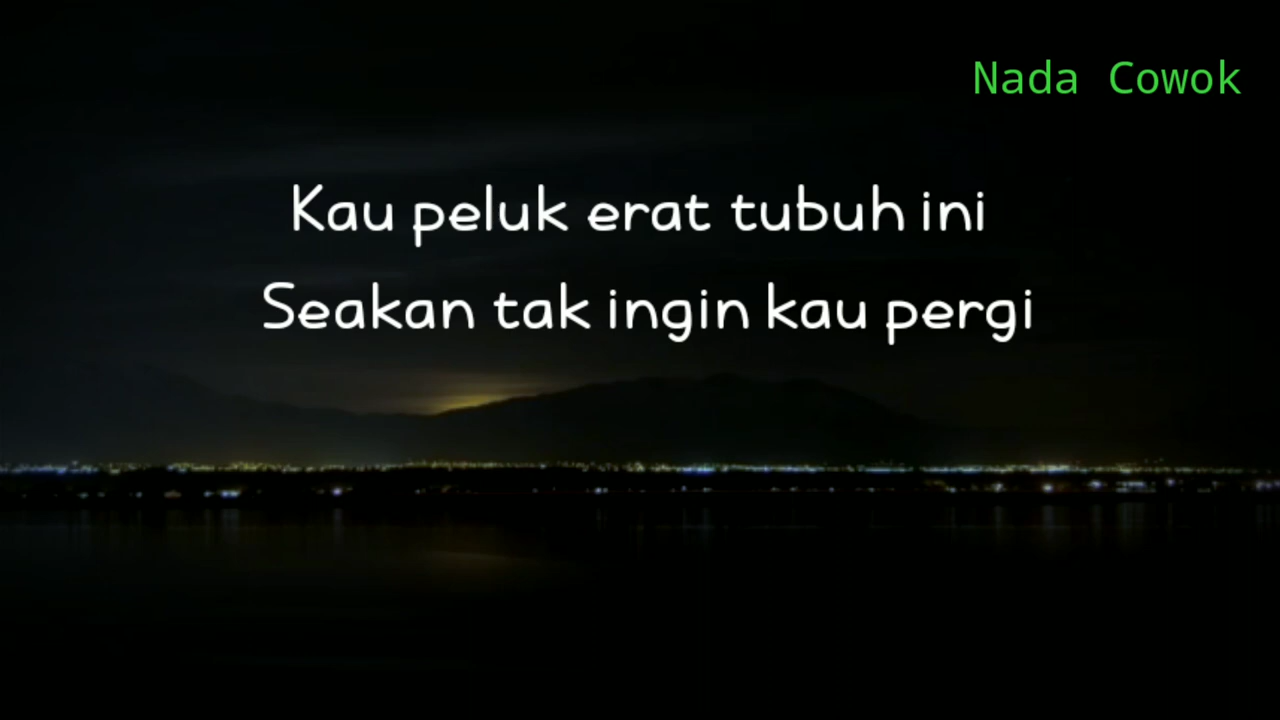 Nada Cowok
Kau peluk erat tubuh ini
Seakan tak ingin kau pergi